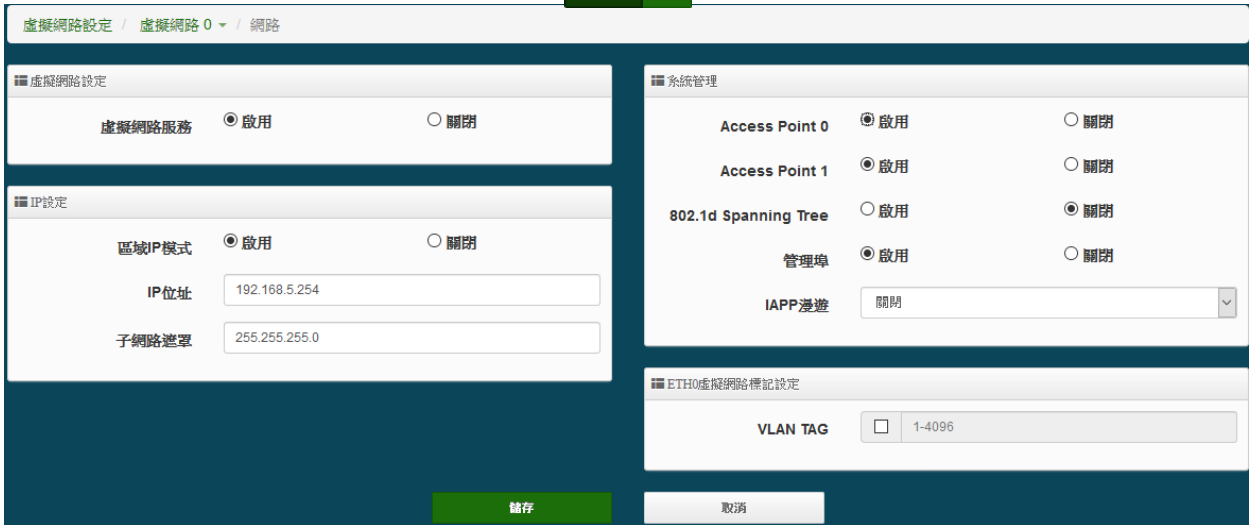 虛擬網路設定 / 虛擬網路 0 / 網路
虛擬網路設定
虛擬網路服務 啟用 關閉
IP設定
區域IP模式 啟用 關閉
IP位址 192.168.5.254
子網路遮罩 255.255.255.0
系統管理
Access Point 0 啟用 關閉
Access Point 1 啟用 關閉
802.1d Spanning Tree 啟用 關閉
管理埠 啟用 關閉
IAPP漫遊 關閉
ETH0虛擬網路標記設定
VLAN TAG 1-4096
儲存 取消